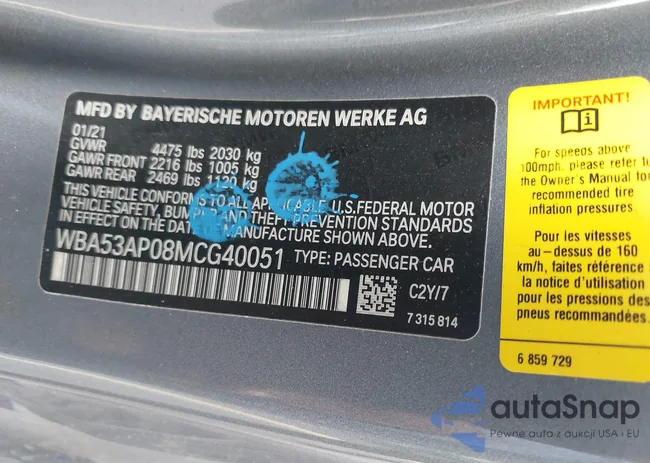 MFD BY BAYERISCHE MOTOREN WERKE AG
01/21
GVWR 4475 lbs 2030 kg
GAWR FRONT 2216 lbs 1005 kg
GAWR REAR 2469 lbs 1120 kg
THIS VEHICLE CONFORMS TO ALL APPLICABLE U.S. FEDERAL MOTOR
VEHICLE SAFETY, BUMPER AND THEFT PREVENTION STANDARDS
IN EFFECT ON THE DATE OF MANUFACTURE SHOWN ABOVE.
WBA53AP08MCG40051 TYPE: PASSENGER CAR
C2Y/7
7 315 814
IMPORTANT!
For speeds above
100mph, please refer to
the Owner's Manual for
recommended tire
inflation pressures.
Pour les vitesses
au-dessus de 160
km/h, faites référence à
la notice d'utilisation
pour les pressions des
pneus recommandées.
6 859 729
autaSnap
Pewne auta z aukcji USA i EU